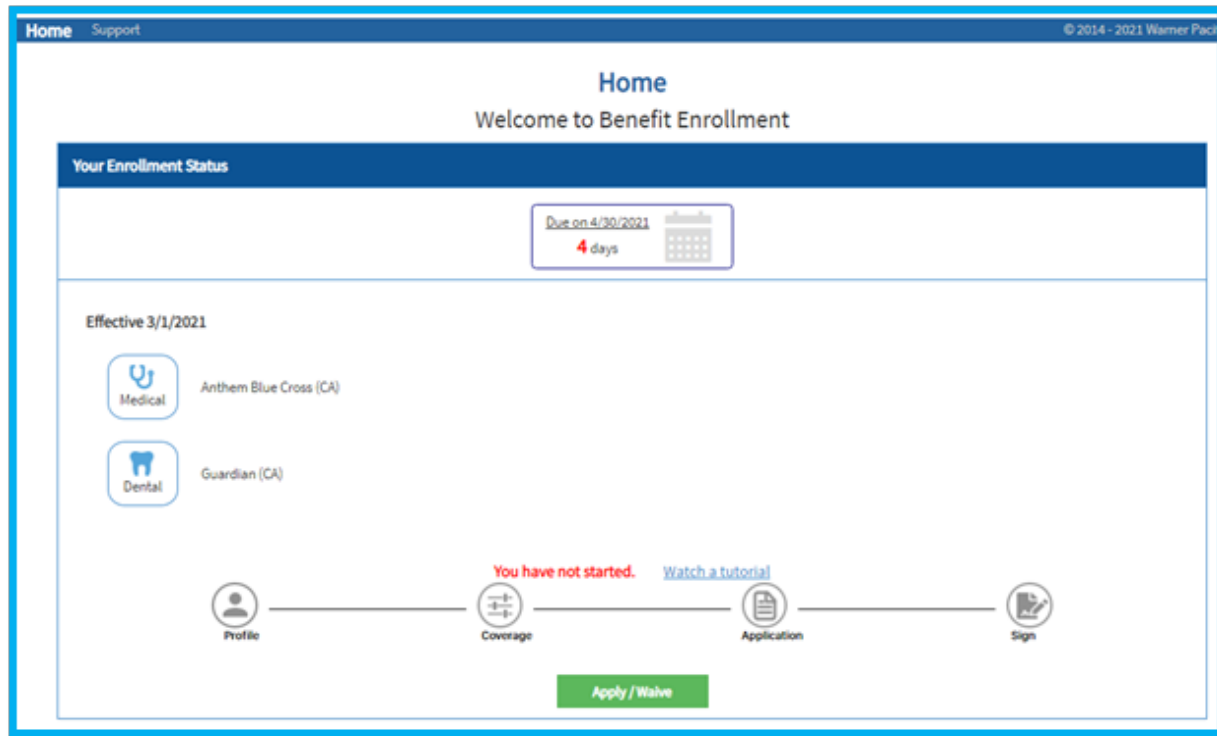 Home Support © 2014 - 2021 Warner Paci
Home
Welcome to Benefit Enrollment
Your Enrollment Status
Due on 4/30/2021
4 days
Effective 3/1/2021
Medical
Anthem Blue Cross (CA)
Dental
Guardian (CA)
You have not started. Watch a tutorial
Profile Coverage Application Sign
Apply / Waive